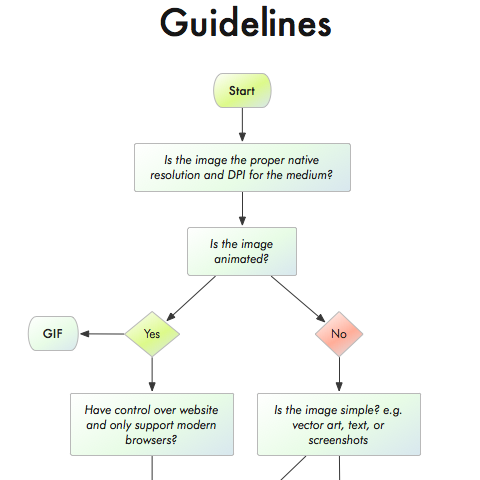 Guidelines
Start
Is the image the proper native
resolution and DPI for the medium?
Is the image
animated?
GIF
Yes
No
Have control over website
and only support modern
browsers?
Is the image simple? e.g.
vector art, text, or
screenshots